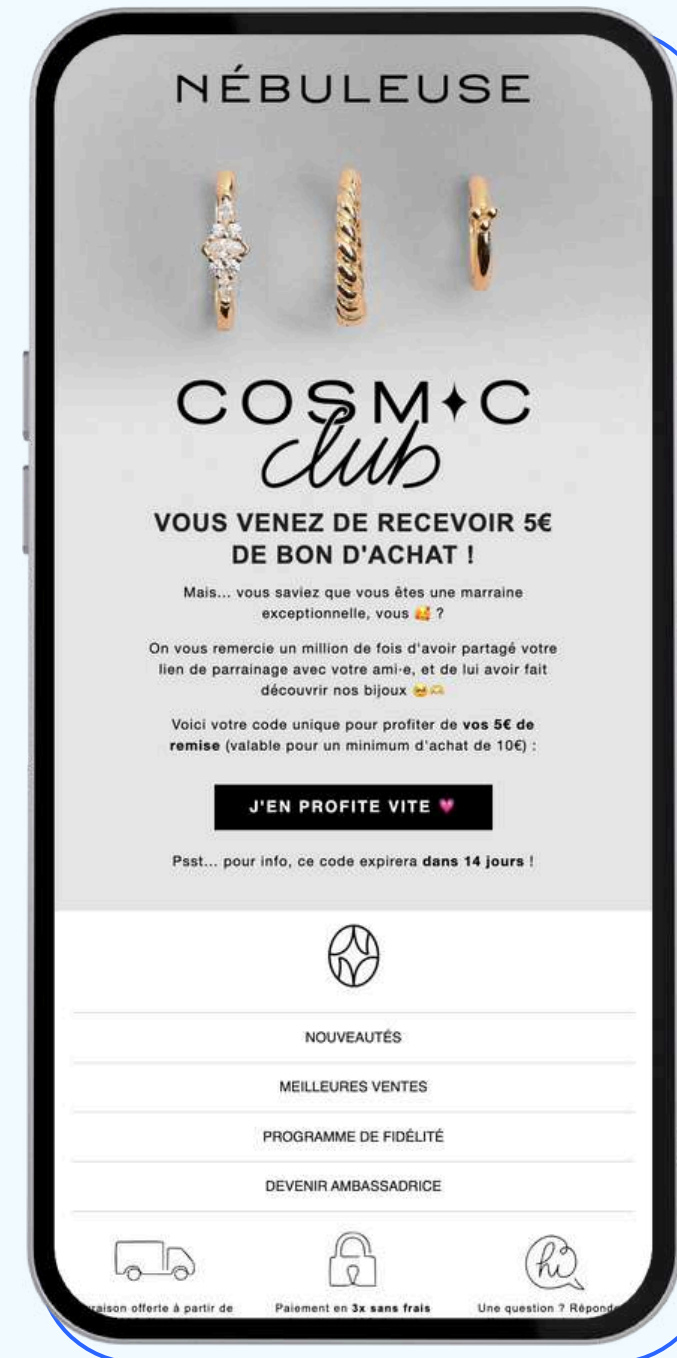 NÉBULEUSE
COSM✦C
club
VOUS VENEZ DE RECEVOIR 5€
DE BON D'ACHAT !
Mais... vous saviez que vous êtes une marraine
exceptionnelle, vous 🥰 ?
On vous remercie un million de fois d'avoir partagé votre
lien de parrainage avec votre ami·e, et de lui avoir fait
découvrir nos bijoux 🥹🫶
Voici votre code unique pour profiter de vos 5€ de
remise (valable pour un minimum d'achat de 10€) :
J'EN PROFITE VITE 💗
Psst... pour info, ce code expirera dans 14 jours !
NOUVEAUTÉS
MEILLEURES VENTES
PROGRAMME DE FIDÉLITÉ
DEVENIR AMBASSADRICE
hi
raison offerte à partir de
Paiement en 3x sans frais
Une question ? Répond